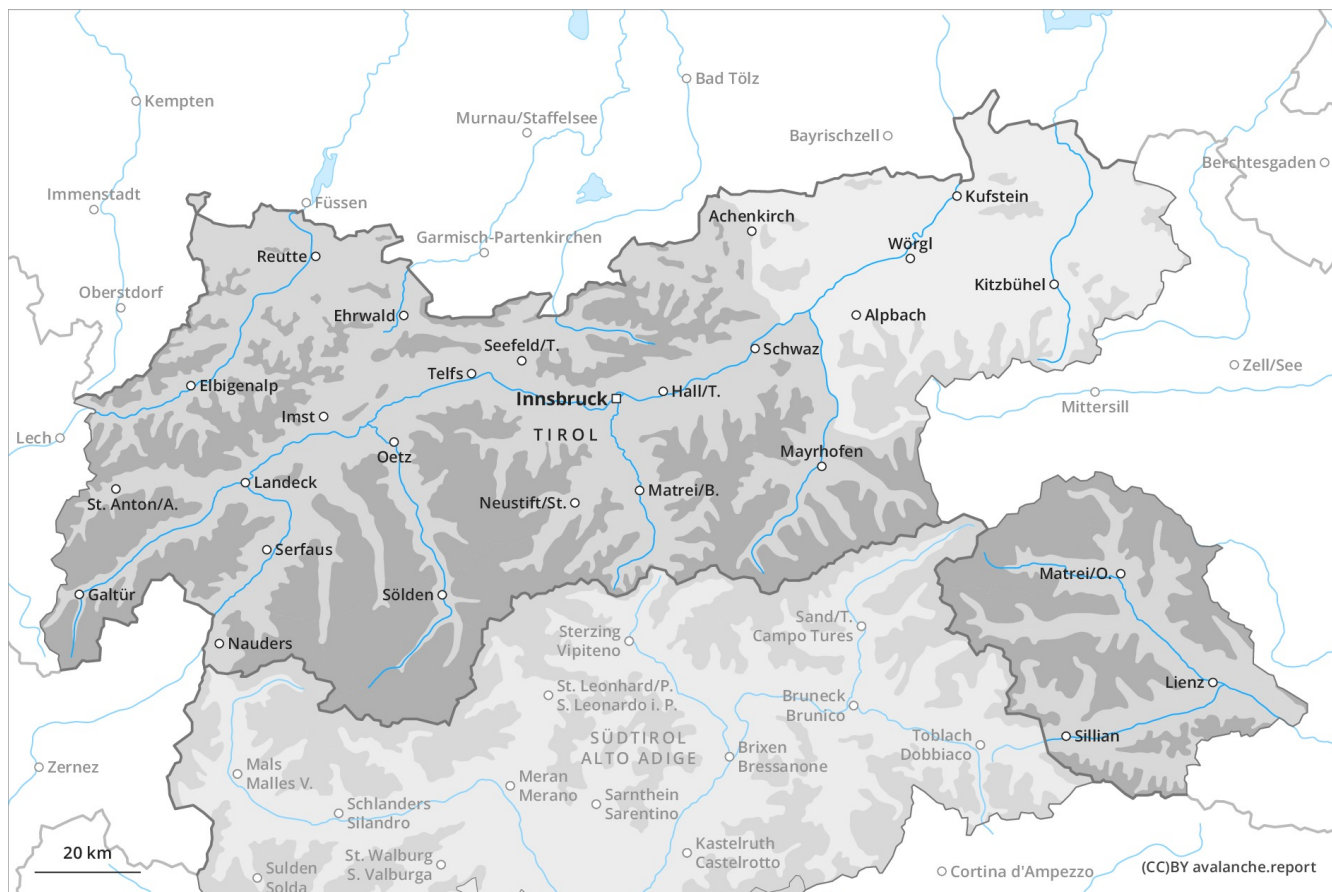 Kempten
Bad Tölz
Murnau/Staffelsee
Bayrischzell
Berchtesgaden
Immenstadt
Füssen
Kufstein
Achenkirch
Garmisch-Partenkirchen
Wörgl
Reutte
Oberstdorf
Kitzbühel
Ehrwald
Alpbach
Seefeld/T.
Schwaz
Telfs
Zell/See
Elbigenalp
Innsbruck
Hall/T.
Mittersill
Imst
Lech
TIROL
Oetz
Mayrhofen
Landeck
St. Anton/A.
Neustift/St.
Matrei/B.
Serfaus
Matrei/O.
Galtür
Sölden
Sand/T.
Campo Tures
Sterzing
Vipiteno
Nauders
Lienz
St. Leonhard/P.
S. Leonardo i. P.
Bruneck
Brunico
SÜDTIROL
ALTO ADIGE
Toblach
Dobbiaco
Sillian
Brixen
Bressanone
Zernez
Mals
Malles V.
Meran
Merano
Sarnthein
Sarentino
Schlanders
Silandro
20 km
St. Walburg
S. Valburga
Kastelruth
Castelrotto
Sulden
Solda
Cortina d'Ampezzo
(CC)BY avalanche.report